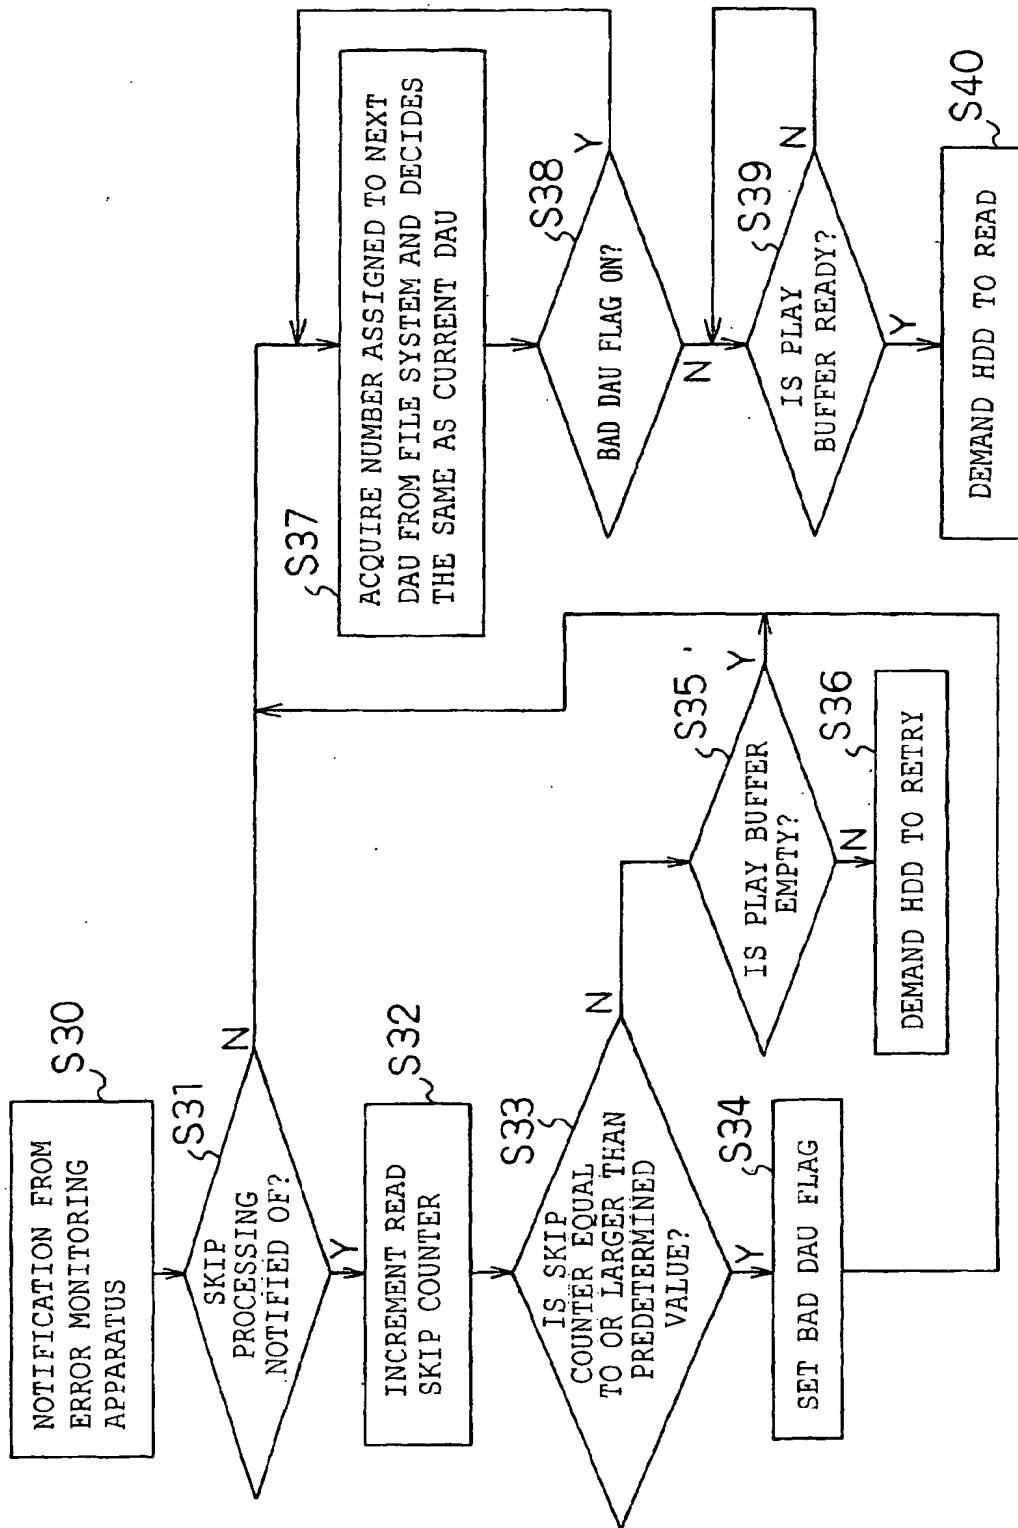 S30
NOTIFICATION FROM
ERROR MONITORING
APPARATUS
S31
SKIP
PROCESSING
NOTIFIED OF?
N
Y
S32
INCREMENT READ
SKIP COUNTER
S33
IS SKIP
COUNTER EQUAL
TO OR LARGER THAN
PREDETERMINED
VALUE?
N
Y
S34
SET BAD DAU FLAG
S35
IS PLAY BUFFER
EMPTY?
Y
N
S36
DEMAND HDD TO RETRY
S37
ACQUIRE NUMBER ASSIGNED TO NEXT
DAU FROM FILE SYSTEM AND DECIDES
THE SAME AS CURRENT DAU
S38
BAD DAU FLAG ON?
Y
N
S39
IS PLAY
BUFFER READY?
N
Y
S40
DEMAND HDD TO READ